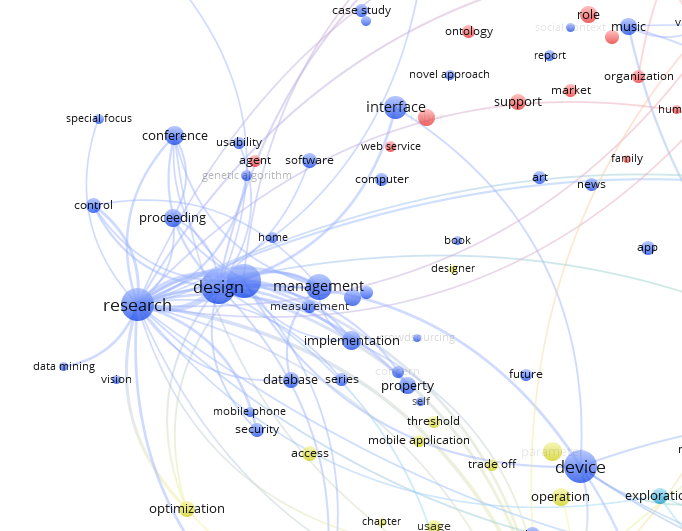 case study
role
social context
music
ontology
report
novel approach
organization
market
support
interface
special focus
conference
usability
web service
agent
software
family
genetic algorithm
computer
art
news
control
proceeding
home
book
app
designer
design
management
research
measurement
implementation
crowdsourcing
data mining
vision
database
series
property
future
self
mobile phone
threshold
security
mobile application
access
trade off
device
operation
optimization
chapter
usage